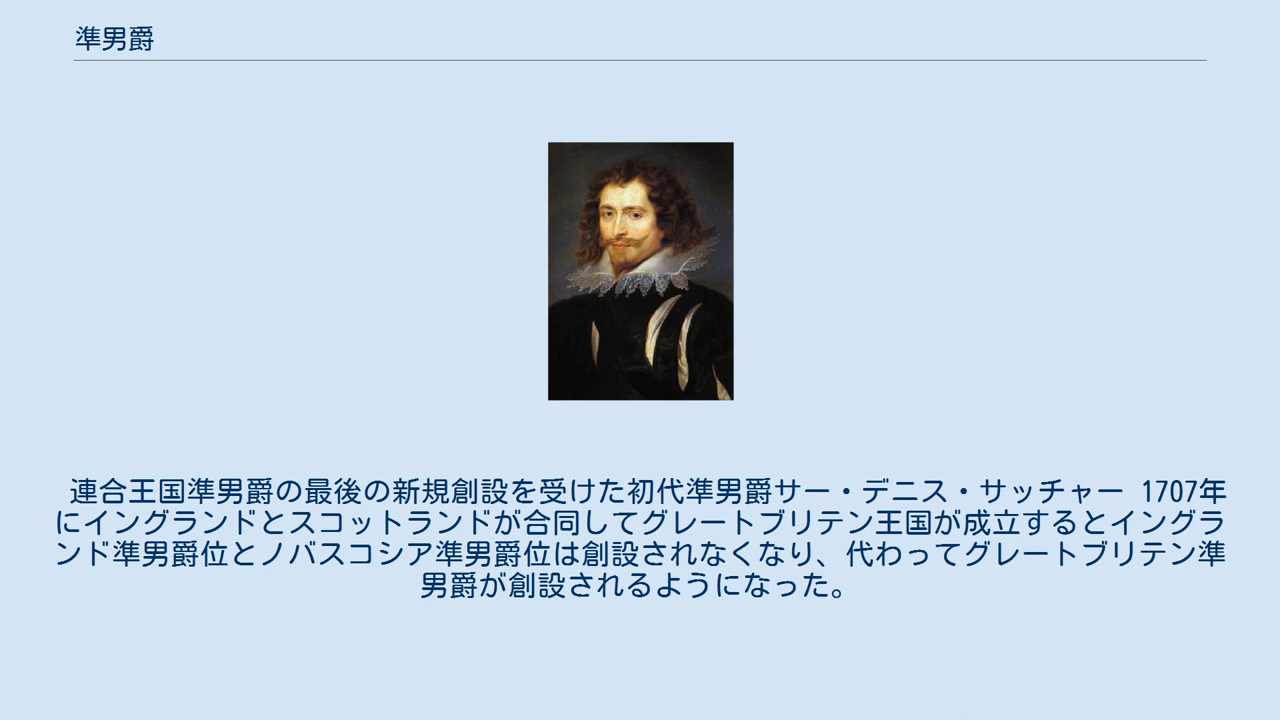 準男爵
連合王国準男爵の最後の新規創設を受けた初代準男爵サー・デニス・サッチャー 1707年
にイングランドとスコットランドが合同してグレートブリテン王国が成立するとイングラ
ンド準男爵位とノバスコシア準男爵位は創設されなくなり、代わってグレートブリテン準
男爵が創設されるようになった。